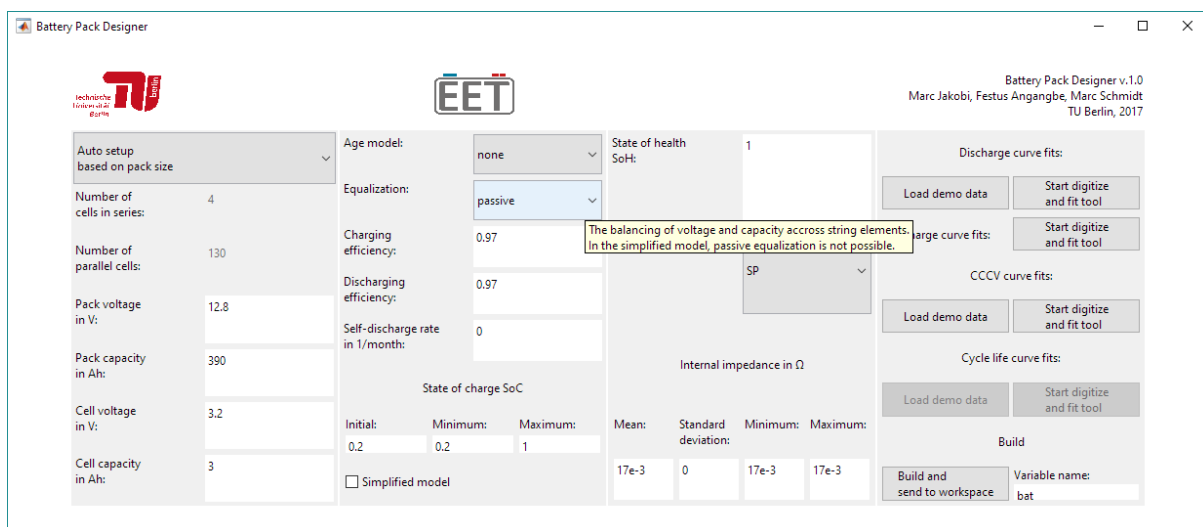 Battery Pack Designer
Technische
Universität
Berlin
TU
berlin
EET
Battery Pack Designer v.1.0
Marc Jakobi, Festus Angangbe, Marc Schmidt
TU Berlin, 2017
Auto setup
based on pack size
Number of
cells in series:
4
Number of
parallel cells:
130
Pack voltage
in V:
12.8
Pack capacity
in Ah:
390
Cell voltage
in V:
3.2
Cell capacity
in Ah:
3
Age model:
none
Equalization:
passive
Charging
efficiency:
0.97
Discharging
efficiency:
0.97
Self-discharge rate
in 1/month:
0
State of charge SoC
Initial:
Minimum:
Maximum:
0.2
0.2
1
Simplified model
State of health
SoH:
1
The balancing of voltage and capacity accross string elements.
In the simplified model, passive equalization is not possible.
SP
Internal impedance in Ω
Mean:
Standard
deviation:
Minimum:
Maximum:
17e-3
0
17e-3
17e-3
Discharge curve fits:
Load demo data
Start digitize
and fit tool
harge curve fits:
Start digitize
and fit tool
CCCV curve fits:
Load demo data
Start digitize
and fit tool
Cycle life curve fits:
Load demo data
Start digitize
and fit tool
Build
Build and
send to workspace
Variable name:
bat